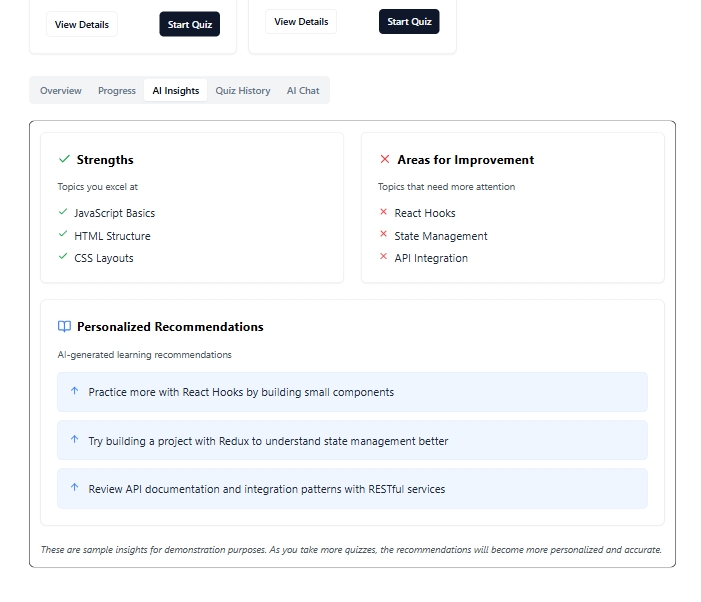 View Details Start Quiz View Details Start Quiz
Overview Progress AI Insights Quiz History AI Chat
Strengths
Topics you excel at
JavaScript Basics
HTML Structure
CSS Layouts
Areas for Improvement
Topics that need more attention
React Hooks
State Management
API Integration
Personalized Recommendations
AI-generated learning recommendations
Practice more with React Hooks by building small components
Try building a project with Redux to understand state management better
Review API documentation and integration patterns with RESTful services
These are sample insights for demonstration purposes. As you take more quizzes, the recommendations will become more personalized and accurate.